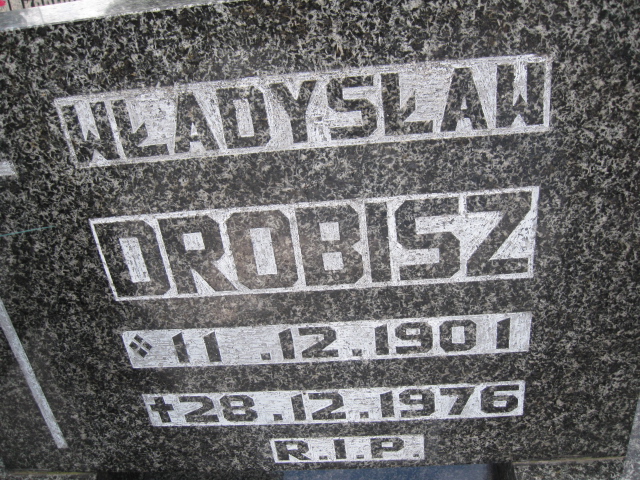 WŁADYSŁAW
DROBISZ
❖ 11.12.1901
✝28.12.1976
R.I.P.